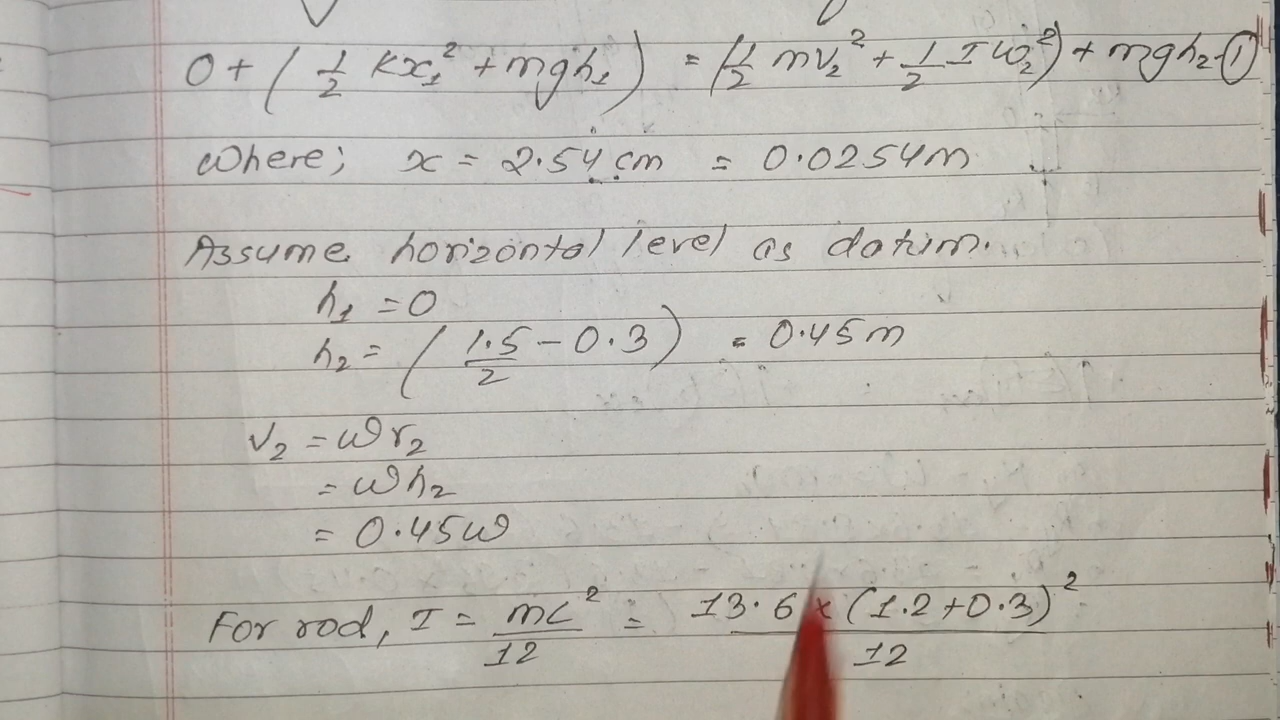 0 + ( 1/2 Kx₁² + mgh₁ ) = ( 1/2 mv₂² + 1/2 I ω₂² ) + mgh₂ - ①
Where; x = 2.54 cm = 0.0254m
Assume horizontal level as datum.
h₁ = 0
h₂ = ( 1.5/2 - 0.3 ) = 0.45m
v₂ = ωr₂
= ωh₂
= 0.45ω
For rod, I = mL²/12 = 13.6 x (1.2+0.3)²/12